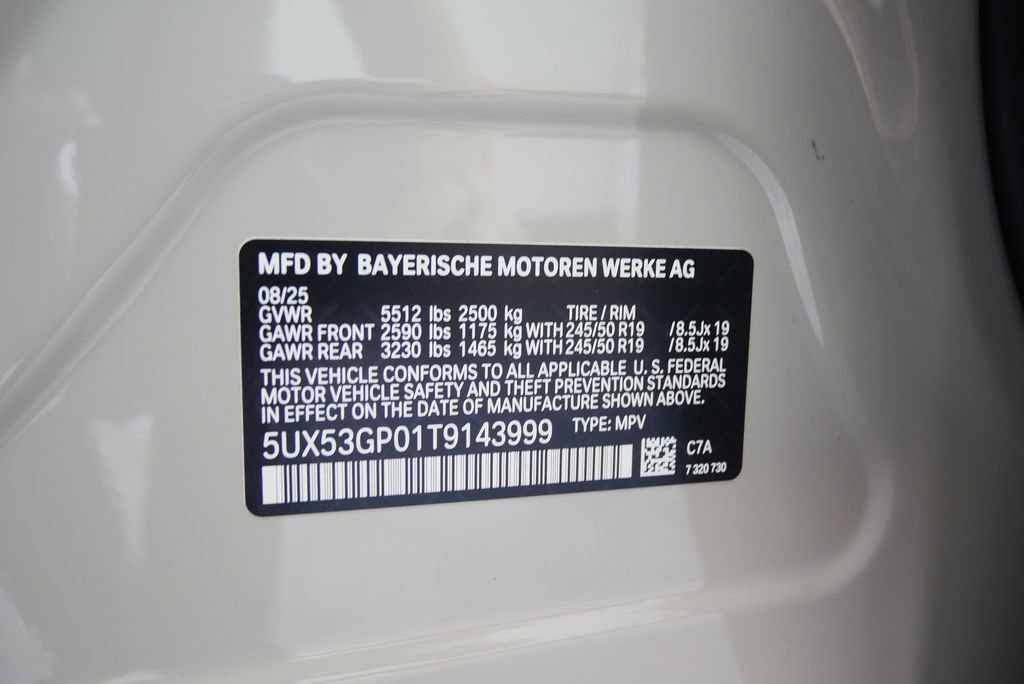 MFD BY BAYERISCHE MOTOREN WERKE AG
08/25
GVWR 5512 lbs 2500 kg TIRE / RIM
GAWR FRONT 2590 lbs 1175 kg WITH 245/50 R19 /8.5Jx 19
GAWR REAR 3230 lbs 1465 kg WITH 245/50 R19 /8.5Jx 19
THIS VEHICLE CONFORMS TO ALL APPLICABLE U. S. FEDERAL
MOTOR VEHICLE SAFETY AND THEFT PREVENTION STANDARDS
IN EFFECT ON THE DATE OF MANUFACTURE SHOWN ABOVE.
5UX53GP01T9143999 TYPE: MPV
C7A
7 320 730